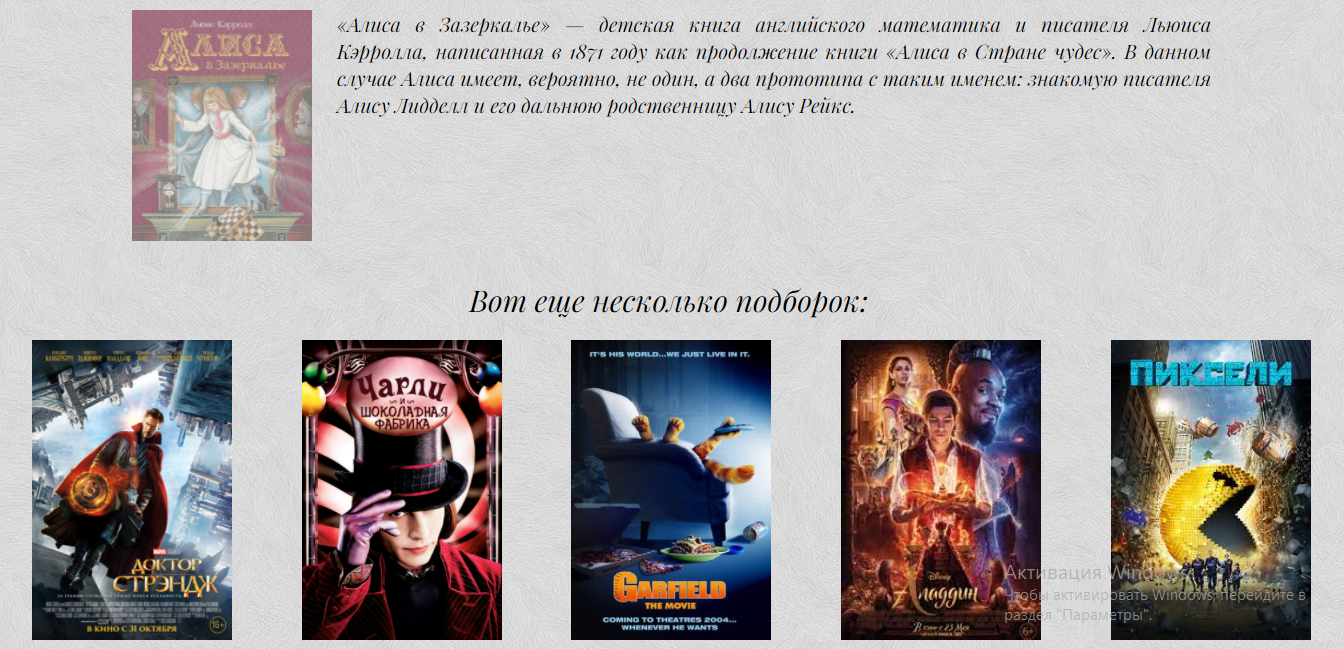 Льюис Кэрролл
АЛИСА
в Зазеркалье
«Алиса в Зазеркалье» — детская книга английского математика и писателя Льюиса
Кэрролла, написанная в 1871 году как продолжение книги «Алиса в Стране чудес». В данном
случае Алиса имеет, вероятно, не один, а два прототипа с таким именем: знакомую писателя
Алису Лидделл и его дальнюю родственницу Алису Рейкс.
Вот еще несколько подборок:
MARVEL
ДОКТОР
СТРЭНДЖ
В КИНО С 31 ОКТЯБРЯ
16+
ЧАРЛИ
И
ШОКОЛАДНАЯ
ФАБРИКА
IT'S HIS WORLD...WE JUST LIVE IN IT.
GARFIELD
THE MOVIE
COMING TO THEATRES 2004...
WHENEVER HE WANTS
Disney
Аладдин
В кино с 23 Мая
6+
ПИКСЕЛИ
Активация Windows
Чтобы активировать Windows, перейдите в
раздел "Параметры".